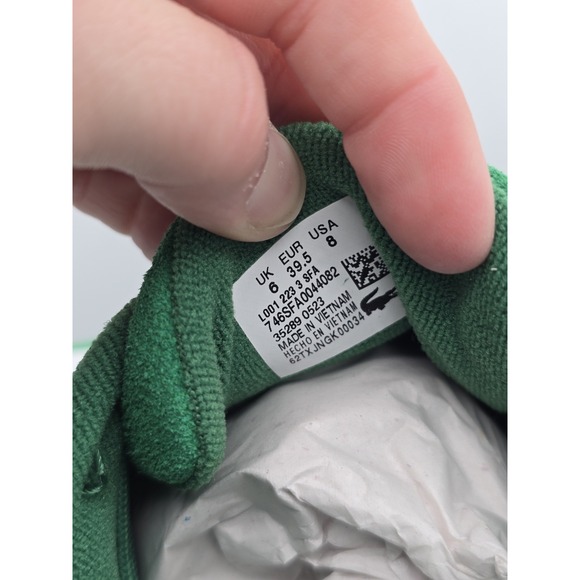 UK EUR USA
6 39.5 8
L001 223 3 SFA
746SFA0044082
35289 0523
MADE IN VIETNAM
HECHO EN VIETNAM
62TXJNGK00034